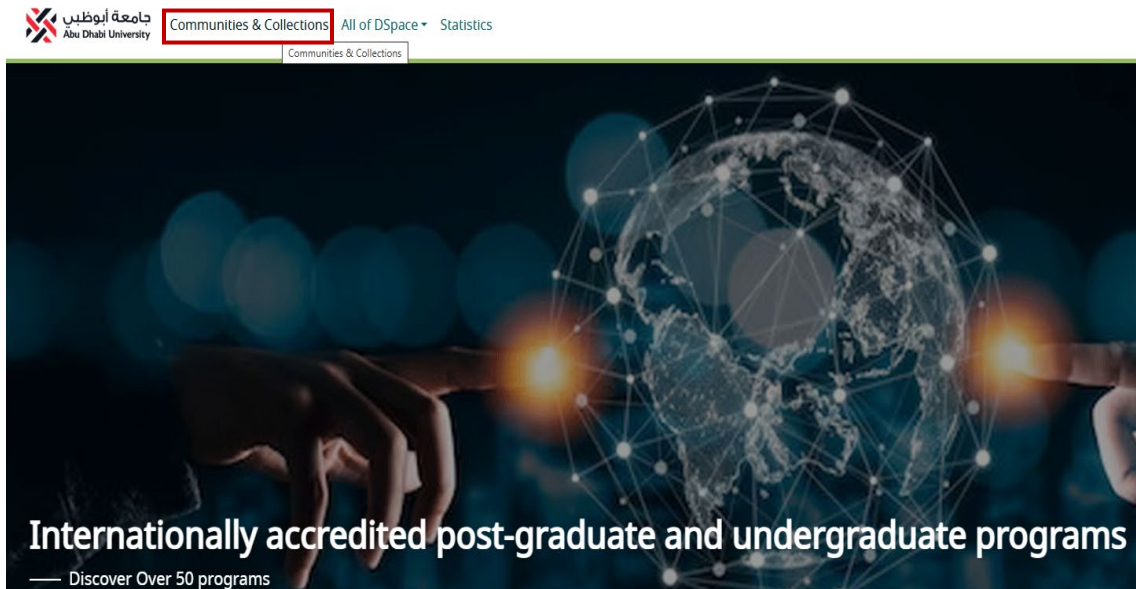 جامعة أبوظبي
Abu Dhabi University
Communities & Collections All of DSpace Statistics
Communities & Collections
Internationally accredited post-graduate and undergraduate programs
Discover Over 50 programs